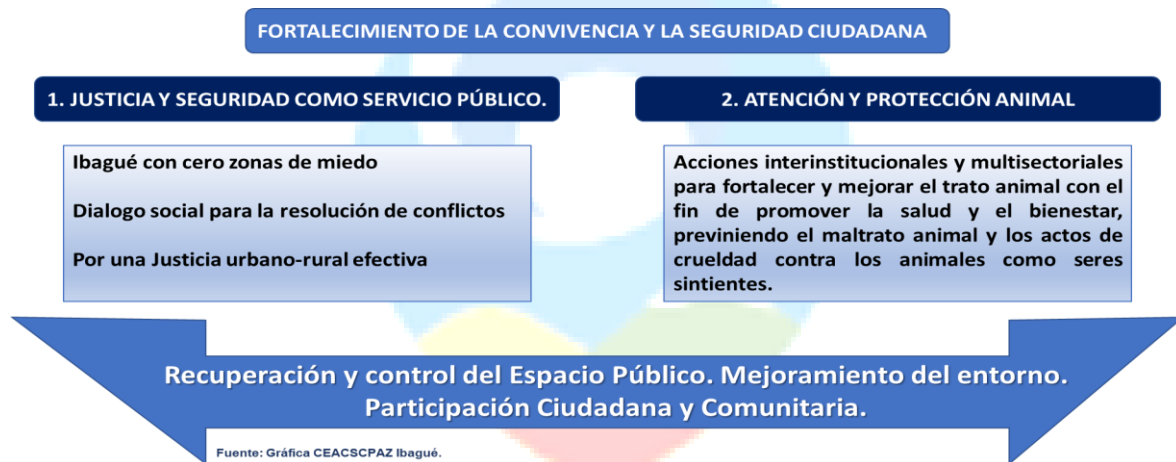 FORTALECIMIENTO DE LA CONVIVENCIA Y LA SEGURIDAD CIUDADANA
1. JUSTICIA Y SEGURIDAD COMO SERVICIO PÚBLICO.
Ibagué con cero zonas de miedo
Dialogo social para la resolución de conflictos
Por una Justicia urbano-rural efectiva
2. ATENCIÓN Y PROTECCIÓN ANIMAL
Acciones interinstitucionales y multisectoriales
para fortalecer y mejorar el trato animal con el
fin de promover la salud y el bienestar,
previniendo el maltrato animal y los actos de
crueldad contra los animales como seres
sintientes.
Recuperación y control del Espacio Público. Mejoramiento del entorno.
Participación Ciudadana y Comunitaria.
Fuente: Gráfica CEACSCPAZ Ibagué.